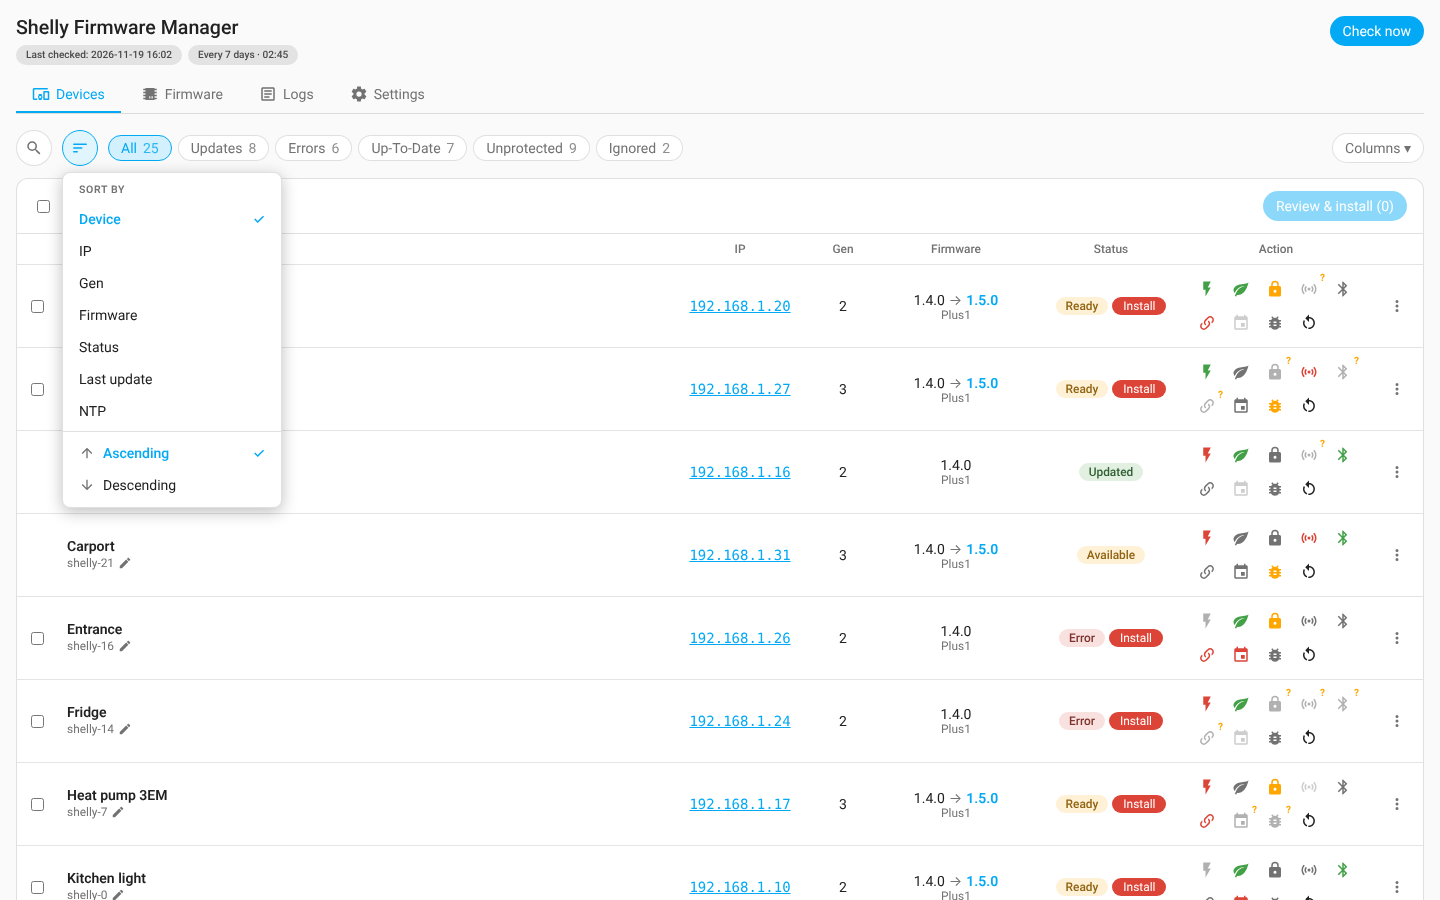 Shelly Firmware Manager
Check now
Last checked: 2026-11-19 16:02
Every 7 days · 02:45
Devices
Firmware
Logs
Settings
All 25
Updates 8
Errors 6
Up-To-Date 7
Unprotected 9
Ignored 2
Columns ▾
SORT BY
Device
IP
Gen
Firmware
Status
Last update
NTP
Ascending
Descending
Review & install (0)
IP Gen Firmware Status Action
192.168.1.20 2 1.4.0 → 1.5.0 Ready Install ?
Plus1
192.168.1.27 3 1.4.0 → 1.5.0 Ready Install ? ?
Plus1 ?
192.168.1.16 2 1.4.0 Updated ?
Plus1
Carport 192.168.1.31 3 1.4.0 → 1.5.0 Available
shelly-21 Plus1
Entrance 192.168.1.26 2 1.4.0 Error Install
shelly-16 Plus1
Fridge 192.168.1.24 2 1.4.0 Error Install ? ? ?
shelly-14 Plus1 ?
Heat pump 3EM 192.168.1.17 3 1.4.0 → 1.5.0 Ready Install
shelly-7 Plus1 ? ?
Kitchen light 192.168.1.10 2 1.4.0 → 1.5.0 Ready Install
shelly-0 Plus1